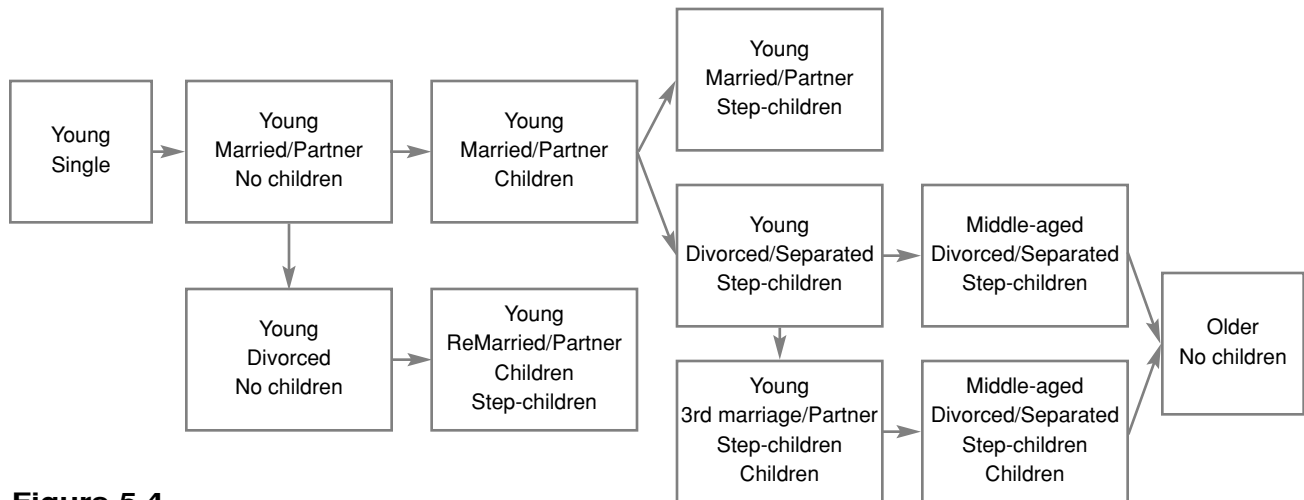 Young
Single
Young
Married/Partner
No children
Young
Married/Partner
Children
Young
Married/Partner
Step-children
Young
Divorced/Separated
Step-children
Middle-aged
Divorced/Separated
Step-children
Older
No children
Young
Divorced
No children
Young
ReMarried/Partner
Children
Step-children
Young
3rd marriage/Partner
Step-children
Children
Middle-aged
Divorced/Separated
Step-children
Children
Figure 5.4